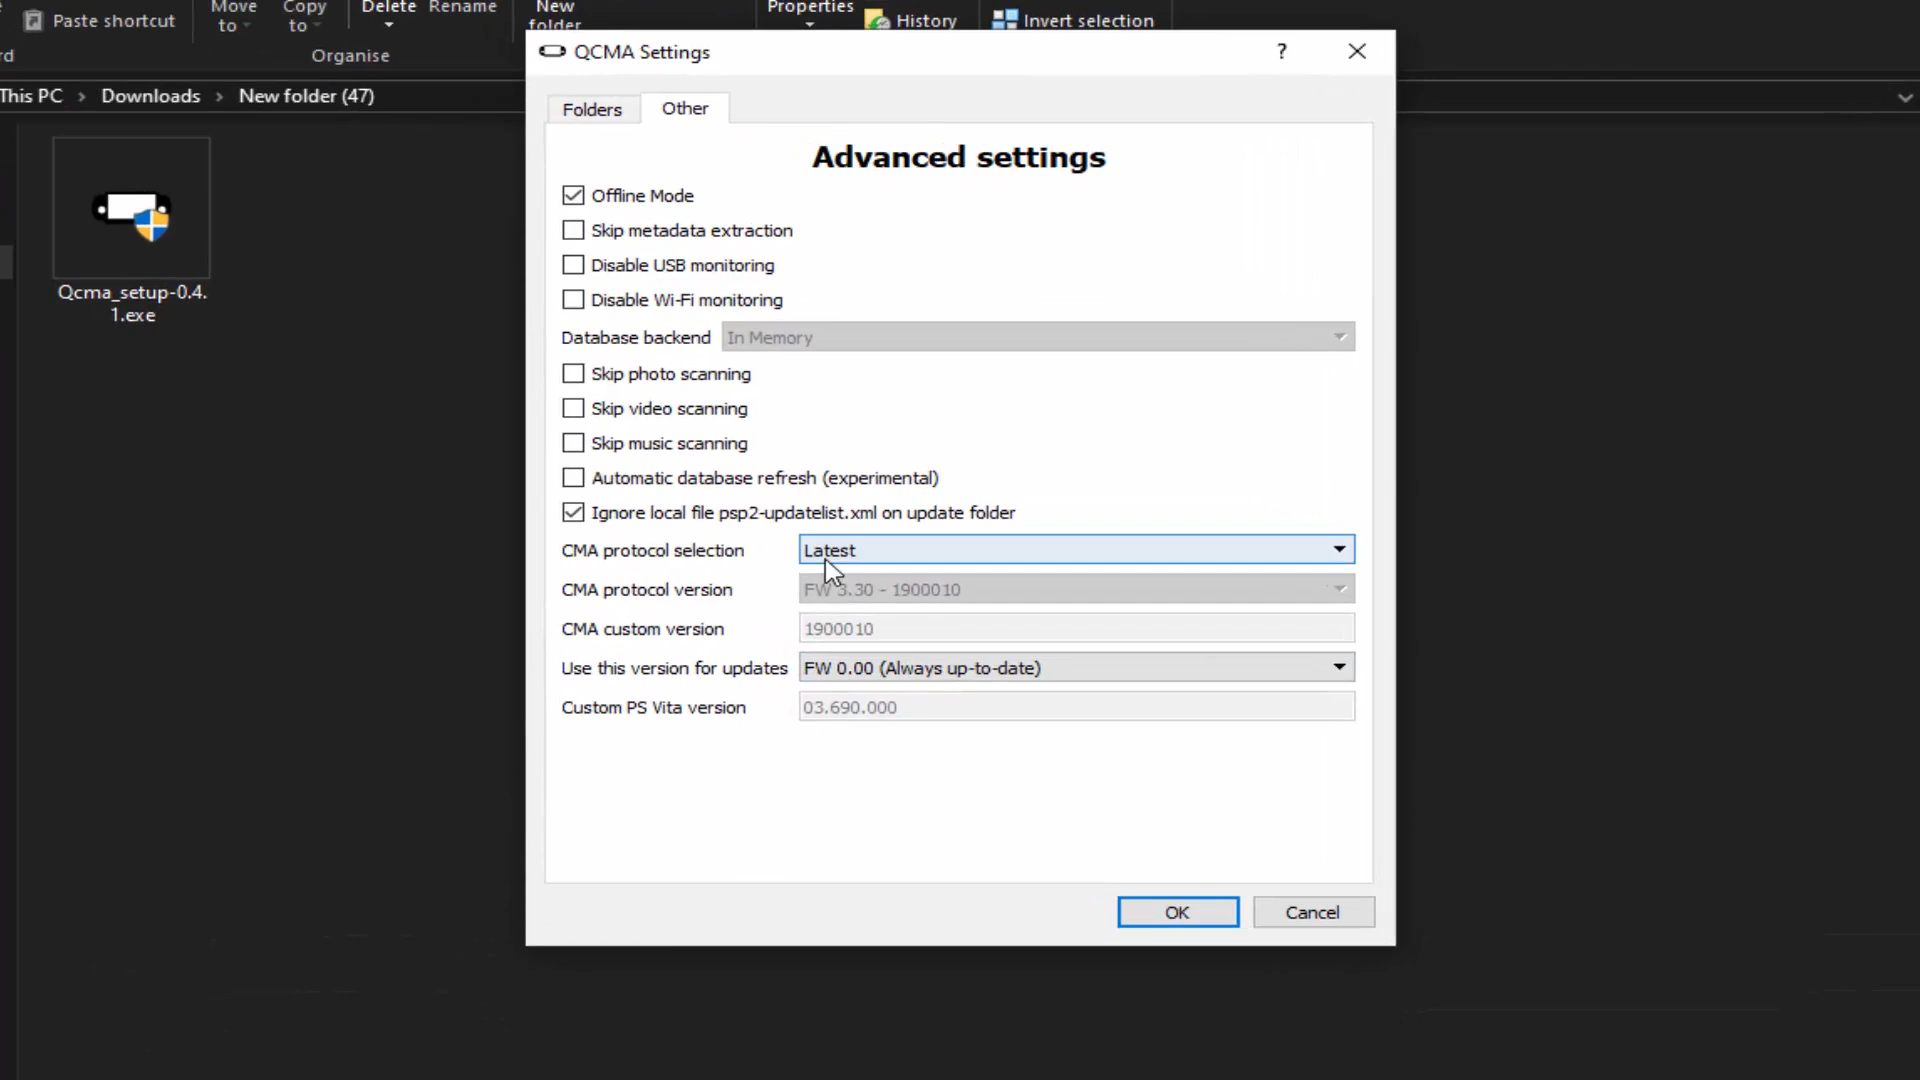 Paste shortcut
Move to
Copy to
Delete
Rename
New folder
Properties
History
Invert selection
rd
Organise
This PC > Downloads > New folder (47)
Qcma_setup-0.4.
1.exe
QCMA Settings
?
Folders
Other
Advanced settings
Offline Mode
Skip metadata extraction
Disable USB monitoring
Disable Wi-Fi monitoring
Database backend In Memory
Skip photo scanning
Skip video scanning
Skip music scanning
Automatic database refresh (experimental)
Ignore local file psp2-updatelist.xml on update folder
CMA protocol selection Latest
CMA protocol version FW 3.30 - 1900010
CMA custom version 1900010
Use this version for updates FW 0.00 (Always up-to-date)
Custom PS Vita version 03.690.000
OK
Cancel